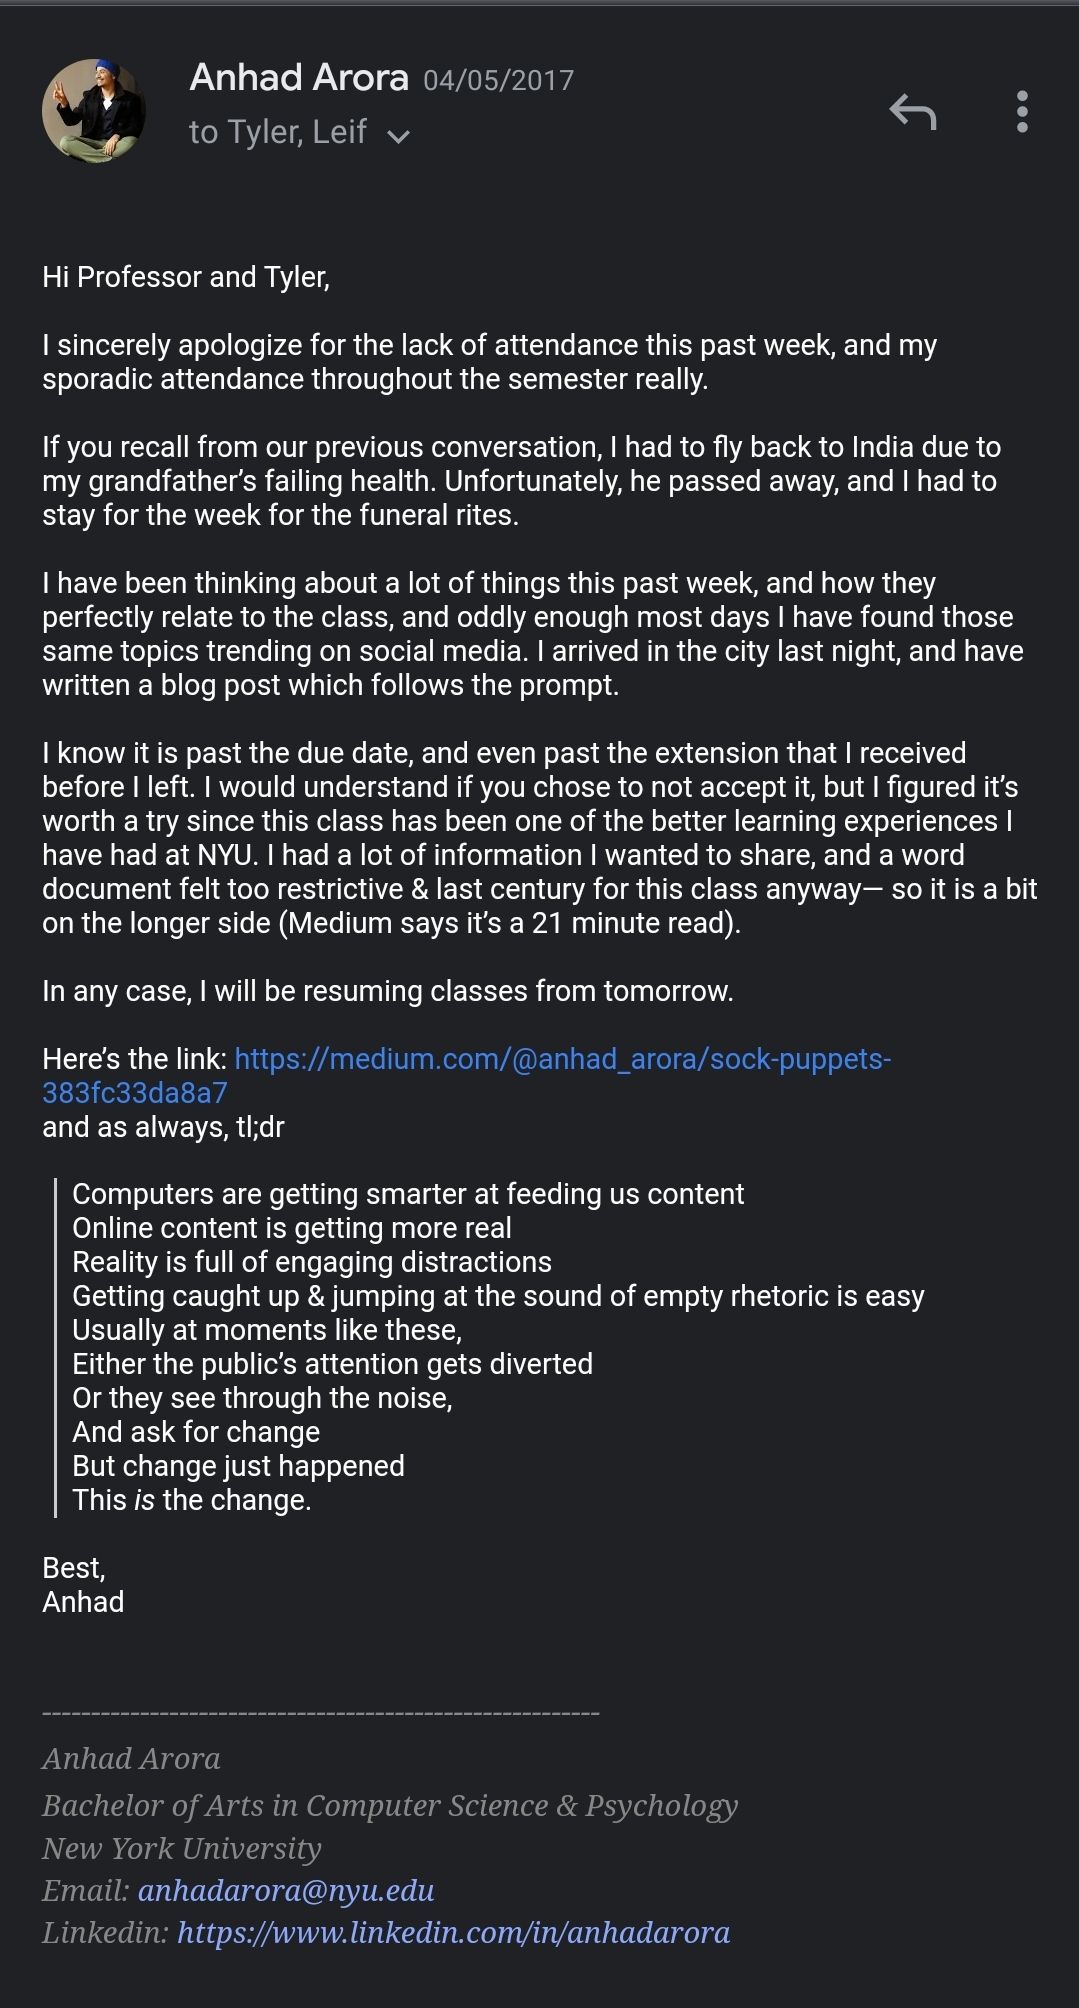 Anhad Arora 04/05/2017
to Tyler, Leif
Hi Professor and Tyler,
I sincerely apologize for the lack of attendance this past week, and my
sporadic attendance throughout the semester really.
If you recall from our previous conversation, I had to fly back to India due to
my grandfather’s failing health. Unfortunately, he passed away, and I had to
stay for the week for the funeral rites.
I have been thinking about a lot of things this past week, and how they
perfectly relate to the class, and oddly enough most days I have found those
same topics trending on social media. I arrived in the city last night, and have
written a blog post which follows the prompt.
I know it is past the due date, and even past the extension that I received
before I left. I would understand if you chose to not accept it, but I figured it’s
worth a try since this class has been one of the better learning experiences I
have had at NYU. I had a lot of information I wanted to share, and a word
document felt too restrictive & last century for this class anyway— so it is a bit
on the longer side (Medium says it’s a 21 minute read).
In any case, I will be resuming classes from tomorrow.
Here’s the link: https://medium.com/@anhad_arora/sock-puppets-
383fc33da8a7
and as always, tl;dr
Computers are getting smarter at feeding us content
Online content is getting more real
Reality is full of engaging distractions
Getting caught up & jumping at the sound of empty rhetoric is easy
Usually at moments like these,
Either the public’s attention gets diverted
Or they see through the noise,
And ask for change
But change just happened
This is the change.
Best,
Anhad
---------------------------------------------------------
Anhad Arora
Bachelor of Arts in Computer Science & Psychology
New York University
Email: anhadarora@nyu.edu
Linkedin: https://www.linkedin.com/in/anhadarora